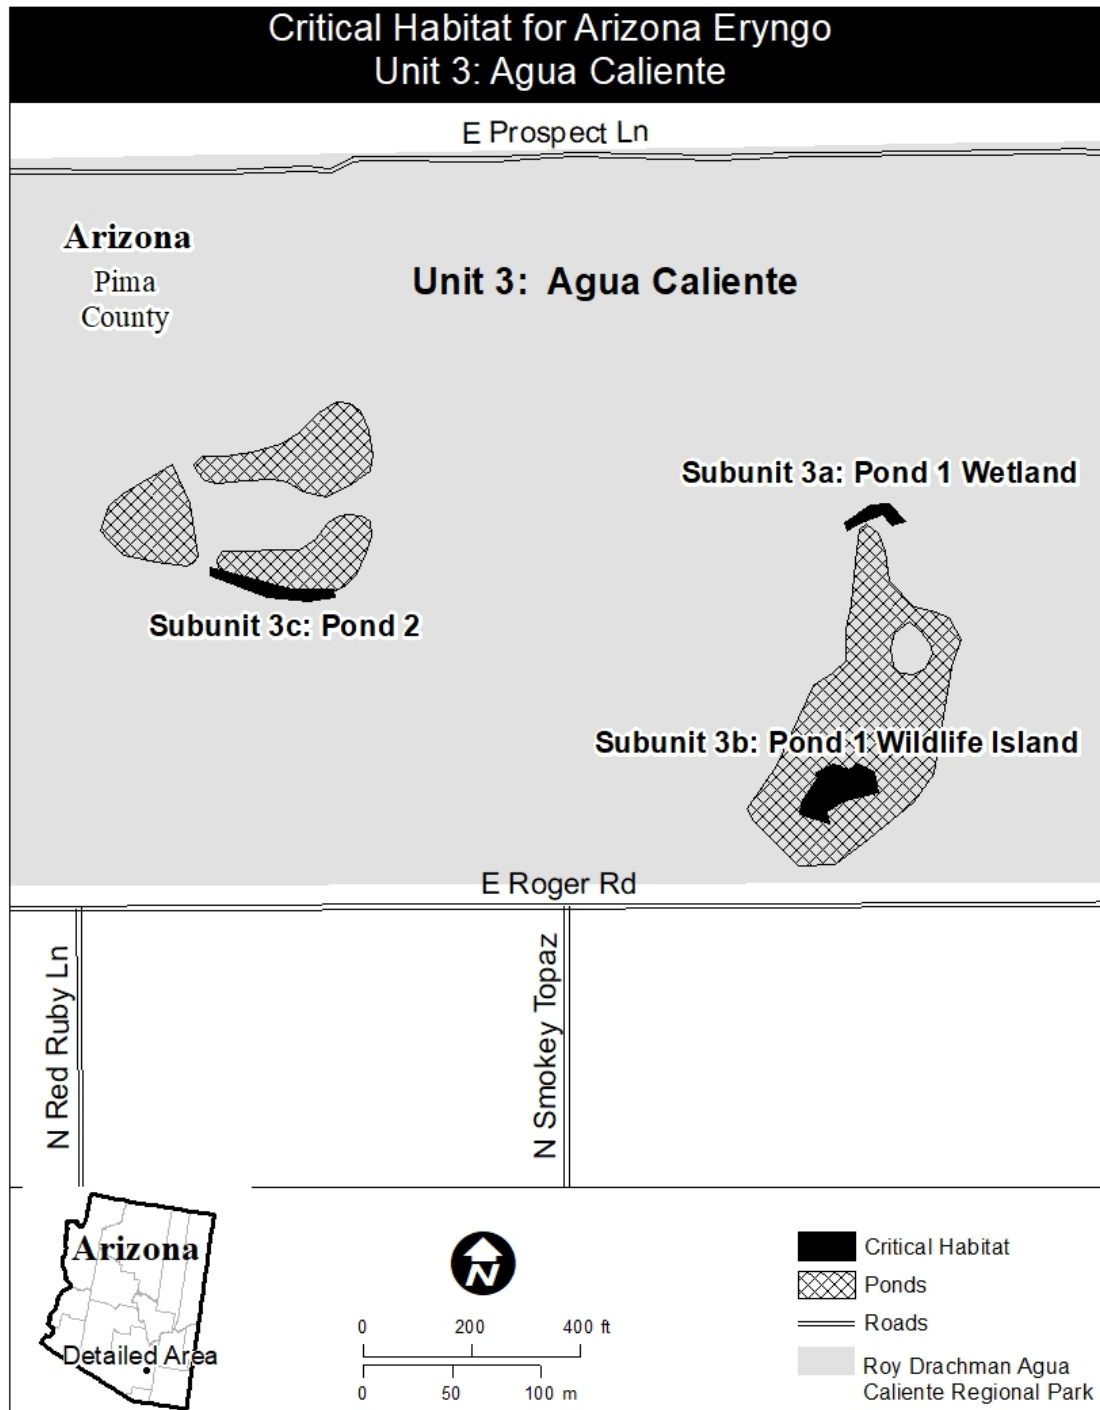 Critical Habitat for Arizona Eryngo
Unit 3: Agua Caliente
E Prospect Ln
Arizona
Pima
County
Unit 3: Agua Caliente
Subunit 3a: Pond 1 Wetland
Subunit 3c: Pond 2
Subunit 3b: Pond 1 Wildlife Island
E Roger Rd
N Red Ruby Ln
N Smokey Topaz
Arizona
Detailed Area
N
0 200 400 ft
0 50 100 m
Critical Habitat
Ponds
Roads
Roy Drachman Agua
Caliente Regional Park